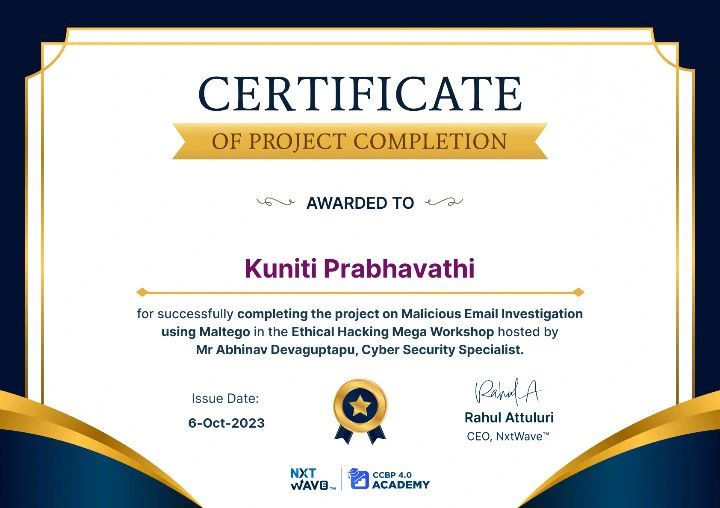 CERTIFICATE
OF PROJECT COMPLETION
AWARDED TO
Kuniti Prabhavathi
for successfully completing the project on Malicious Email Investigation
using Maltego in the Ethical Hacking Mega Workshop hosted by
Mr Abhinav Devaguptapu, Cyber Security Specialist.
Issue Date:
6-Oct-2023
Rahul A
Rahul Attuluri
CEO, NxtWave™
NXT
WAVE™
CCBP 4.0
ACADEMY